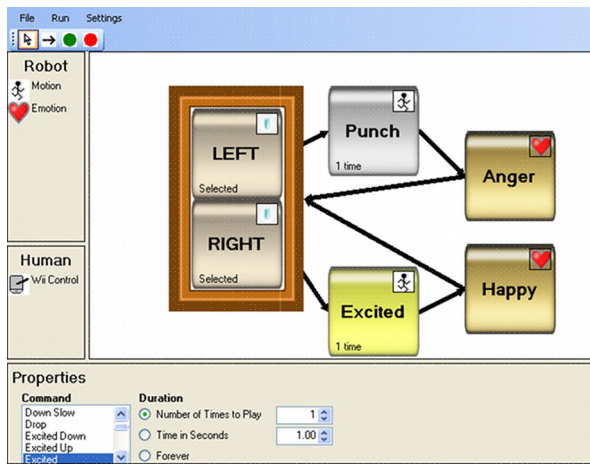 File Run Settings
Robot
Motion
Emotion
Human
Wii Control
LEFT
Selected
RIGHT
Selected
Punch
1 time
Anger
Excited
1 time
Happy
Properties
Command
Down Slow
Drop
Excited Down
Excited Up
Excited
Duration
Number of Times to Play 1
Time in Seconds 1.00
Forever